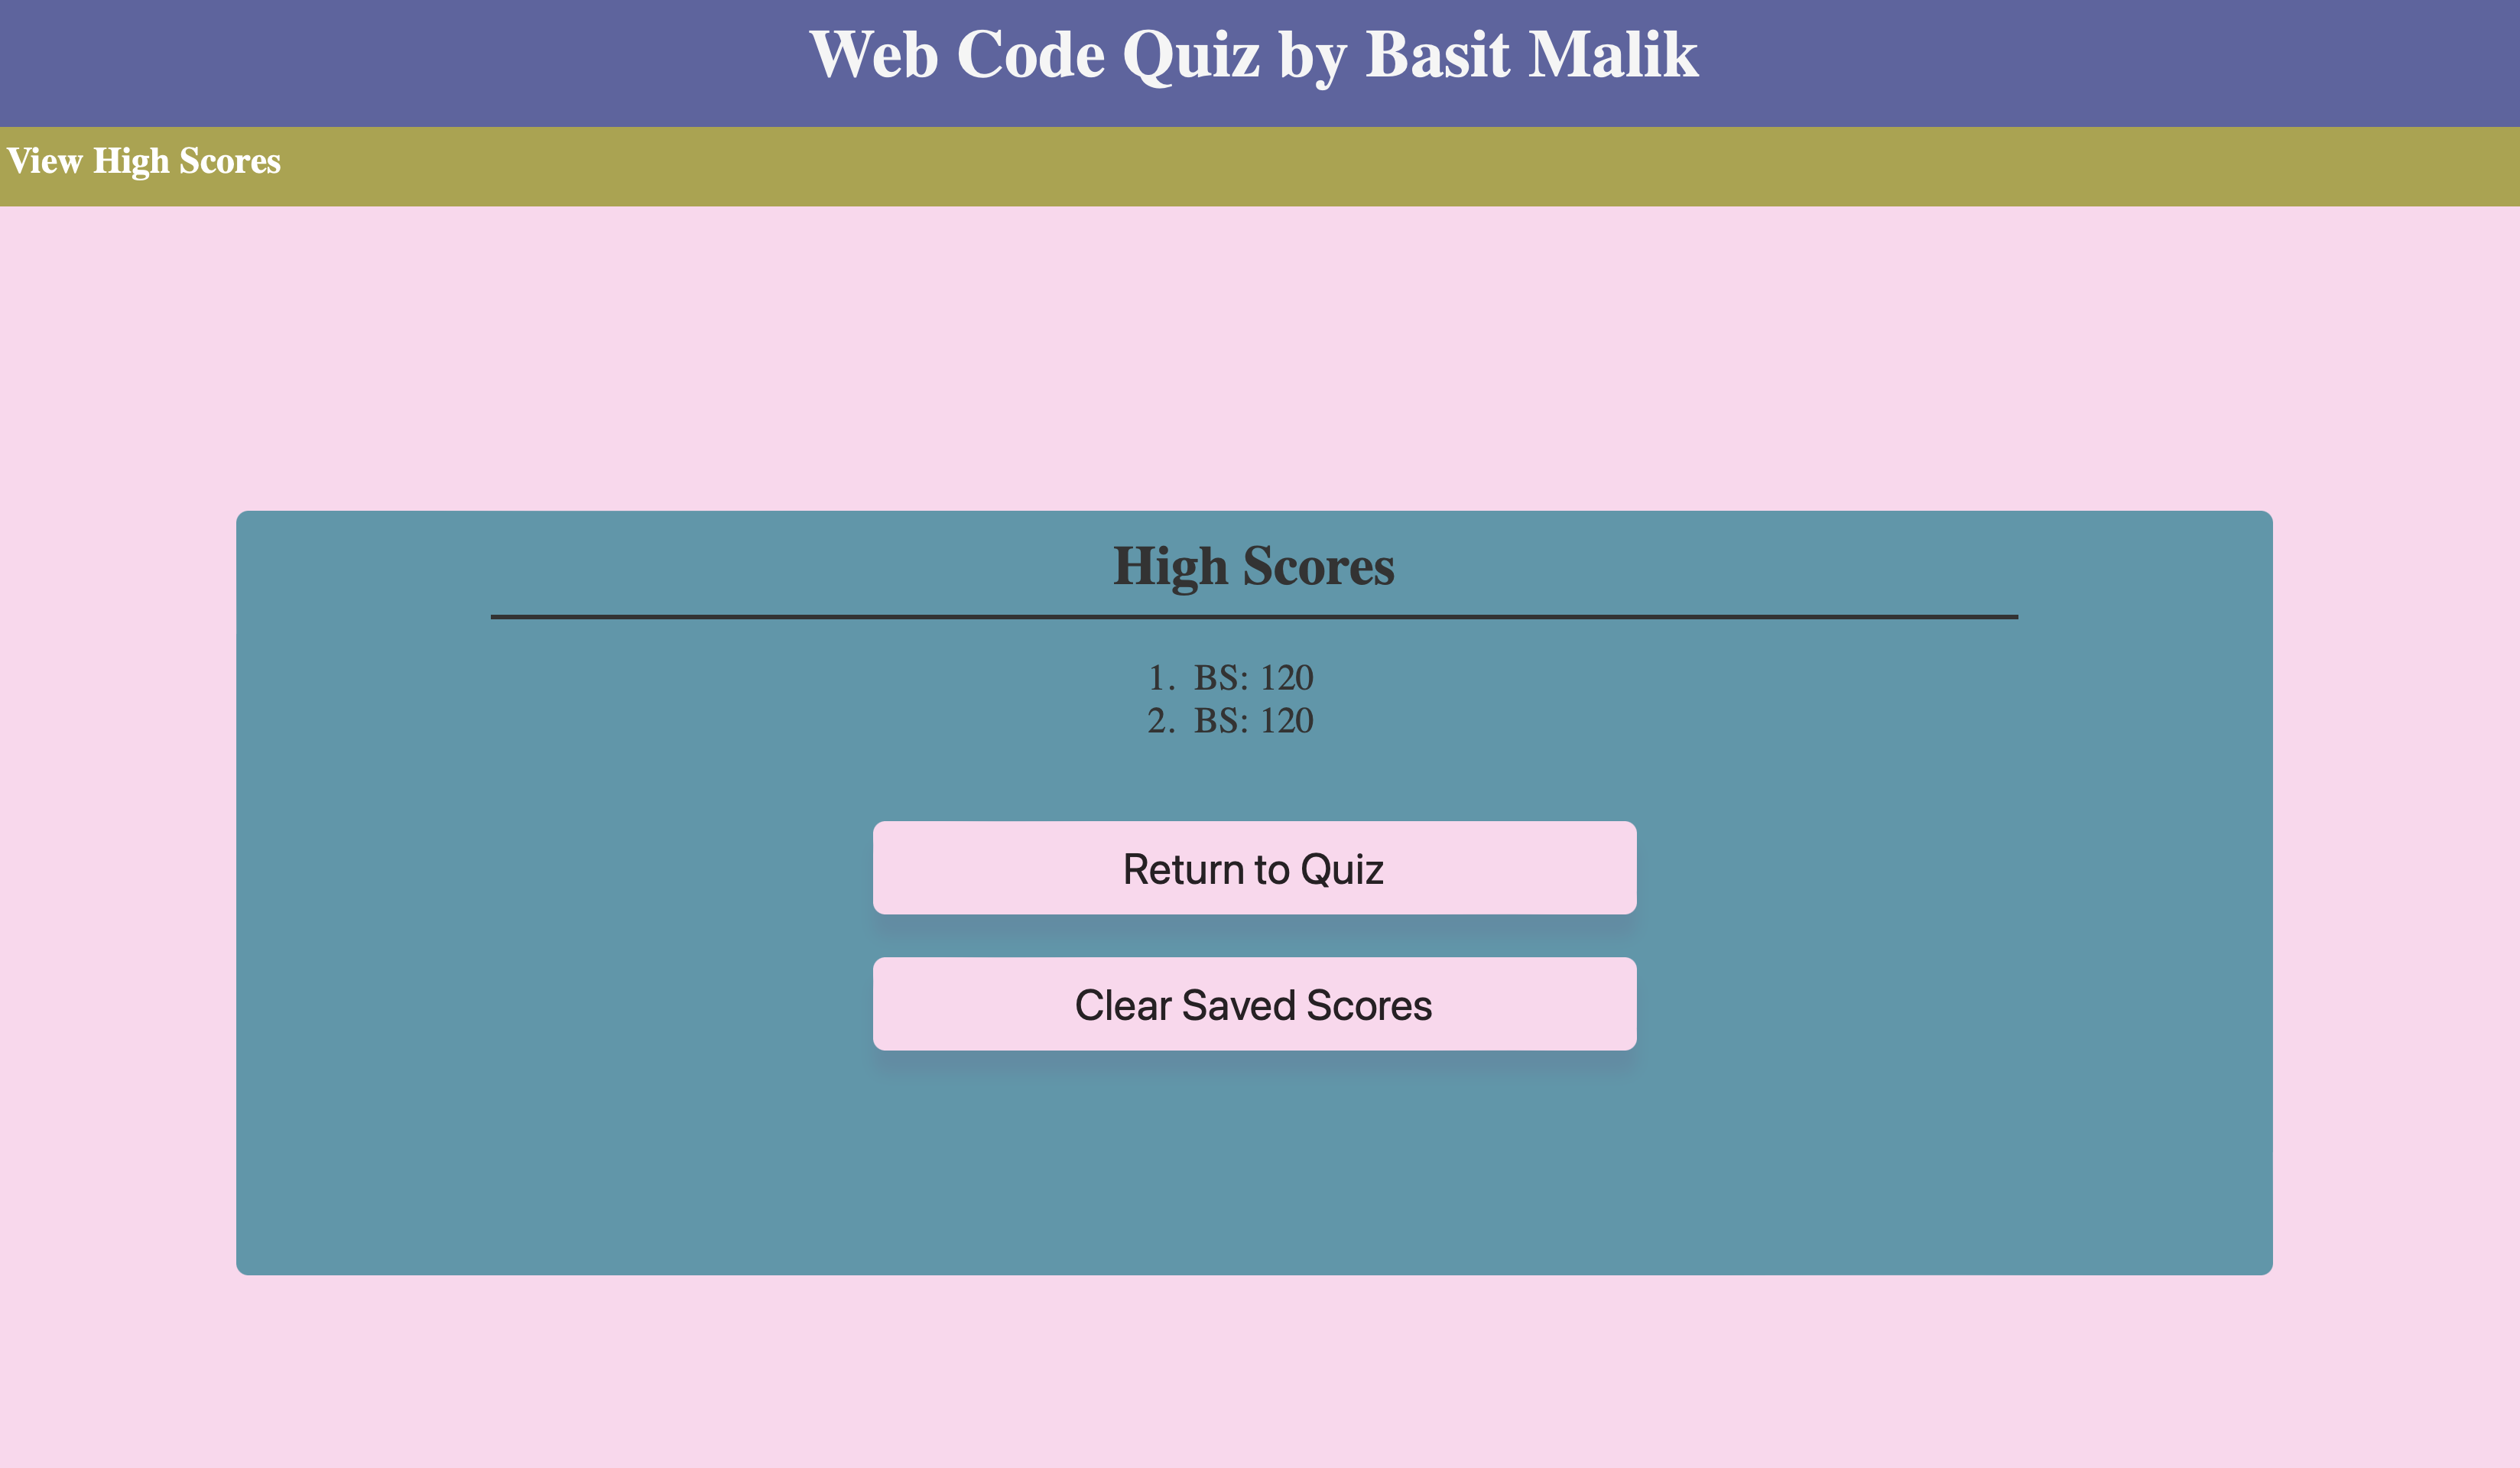 Web Code Quiz by Basit Malik
View High Scores
High Scores
1. BS: 120
2. BS: 120
Return to Quiz
Clear Saved Scores